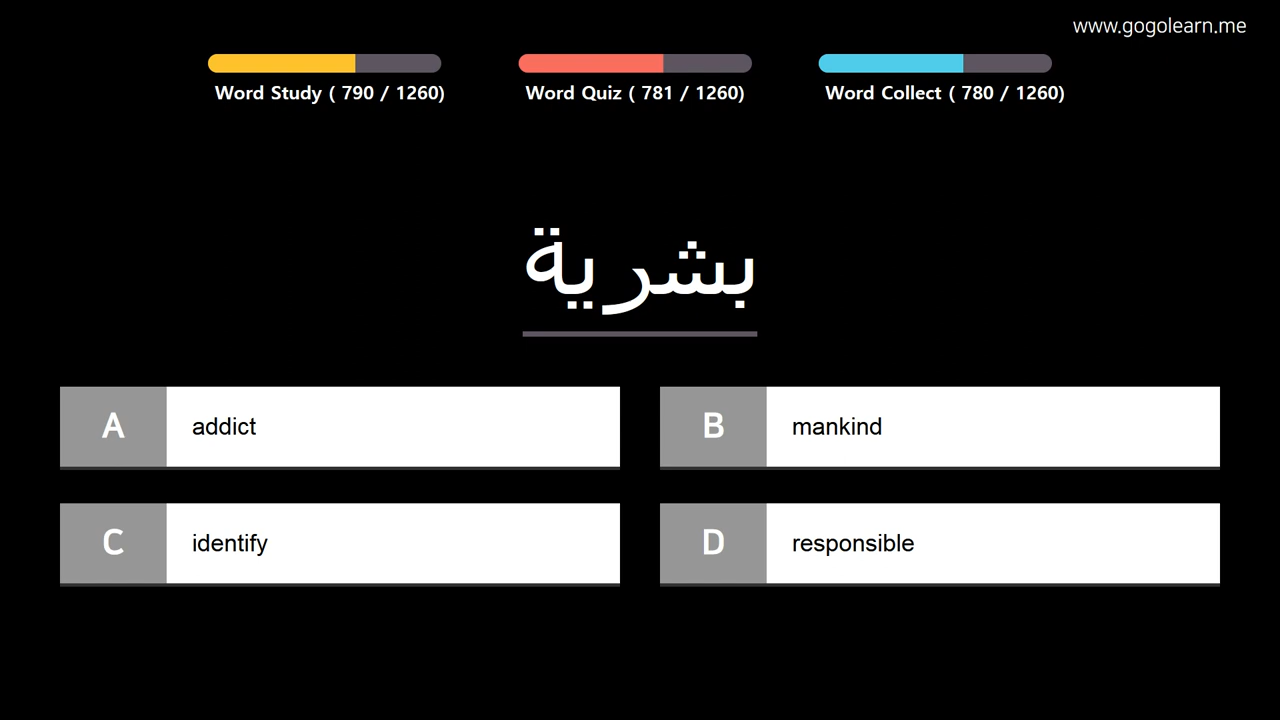 www.gogolearn.me
Word Study ( 790 / 1260)
Word Quiz ( 781 / 1260)
Word Collect ( 780 / 1260)
بشرية
A addict
B mankind
C identify
D responsible